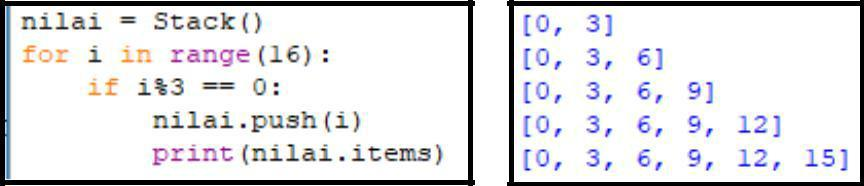 nilai = Stack()
for i in range(16):
    if i%3 == 0:
        nilai.push(i)
        print(nilai.items)
[0, 3]
[0, 3, 6]
[0, 3, 6, 9]
[0, 3, 6, 9, 12]
[0, 3, 6, 9, 12, 15]